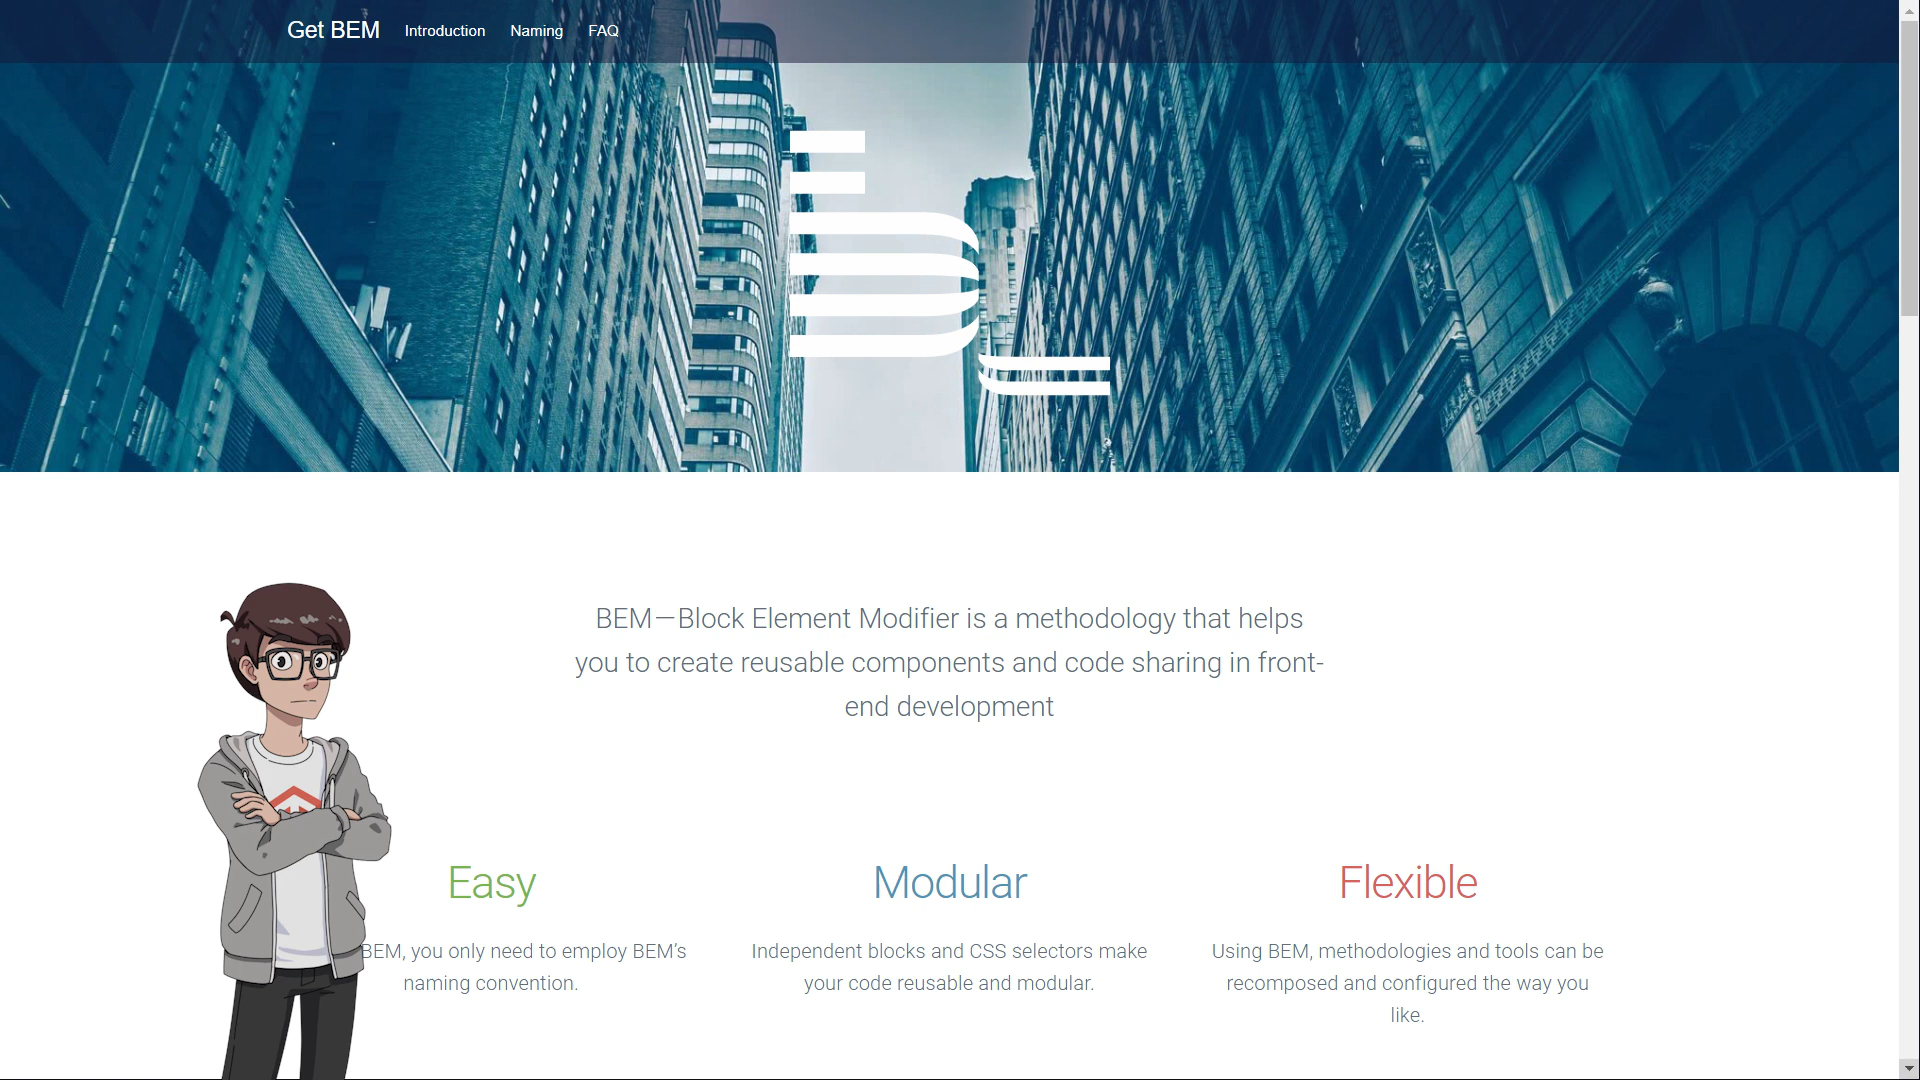 Get BEM Introduction Naming FAQ
BEM—Block Element Modifier is a methodology that helps
you to create reusable components and code sharing in front-
end development
Easy
BEM, you only need to employ BEM’s
naming convention.
Modular
Independent blocks and CSS selectors make
your code reusable and modular.
Flexible
Using BEM, methodologies and tools can be
recomposed and configured the way you
like.